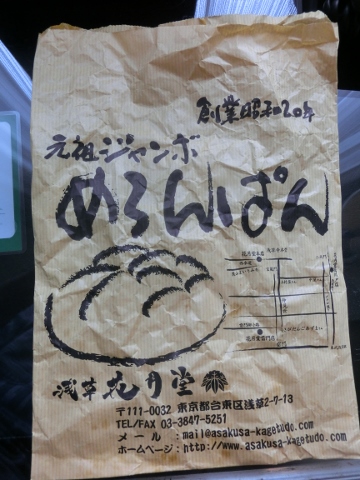 創業昭和20年
元祖ジャンボ
めろんぱん
浅草花月堂
〒111-0032 東京都台東区浅草2-7-13
TEL/FAX 03-3847-5251
メール:mail@asakusa-kagetudo.com
ホームページ:http://www.asakusa-kagetudo.com